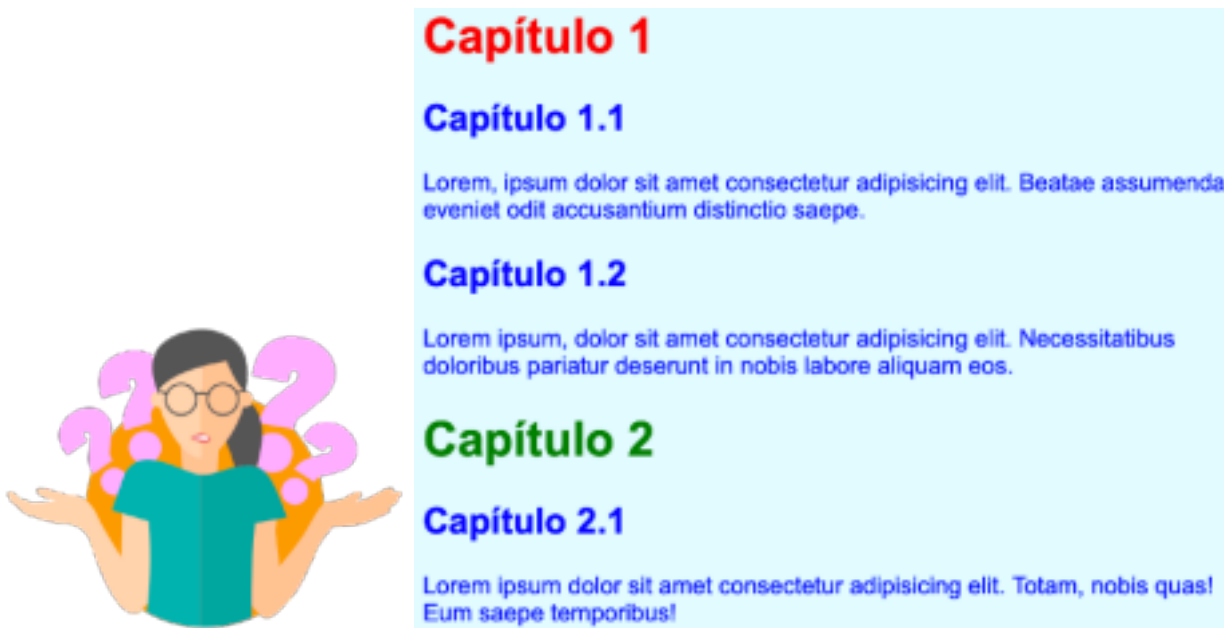 Capítulo 1
Capítulo 1.1
Lorem, ipsum dolor sit amet consectetur adipisicing elit. Beatae assumenda
eveniet odit accusantium distinctio saepe.
Capítulo 1.2
Lorem ipsum, dolor sit amet consectetur adipisicing elit. Necessitatibus
doloribus pariatur deserunt in nobis labore aliquam eos.
Capítulo 2
Capítulo 2.1
Lorem ipsum dolor sit amet consectetur adipisicing elit. Totam, nobis quas!
Eum saepe temporibus!